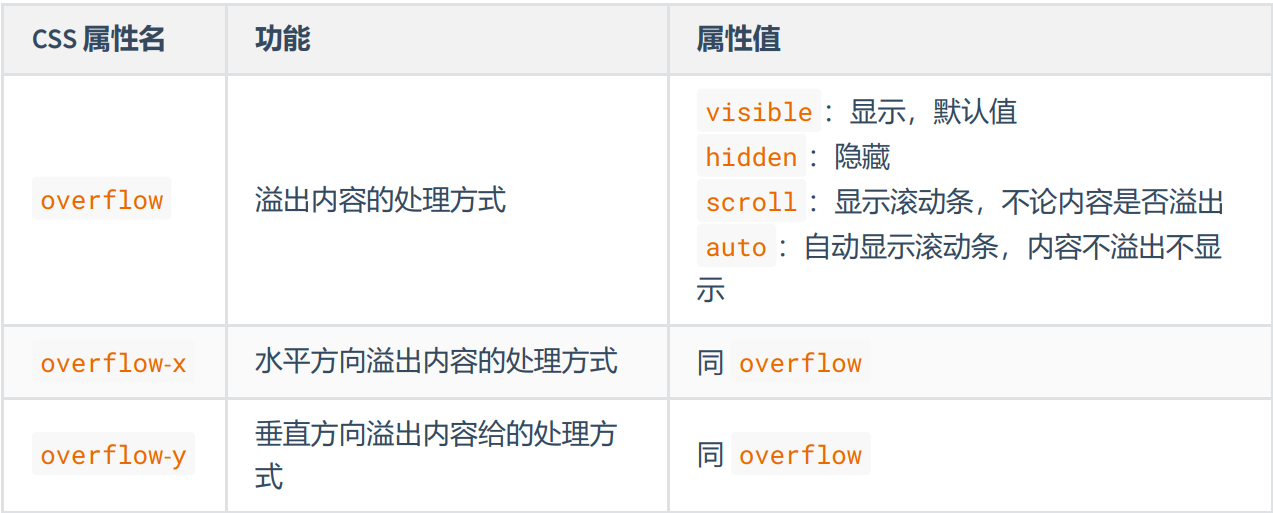 CSS 属性名 功能 属性值
overflow 溢出内容的处理方式
visible：显示，默认值
hidden：隐藏
scroll：显示滚动条，不论内容是否溢出
auto：自动显示滚动条，内容不溢出不显
示
overflow-x 水平方向溢出内容的处理方式 同 overflow
overflow-y
垂直方向溢出内容给的处理方
式
同 overflow